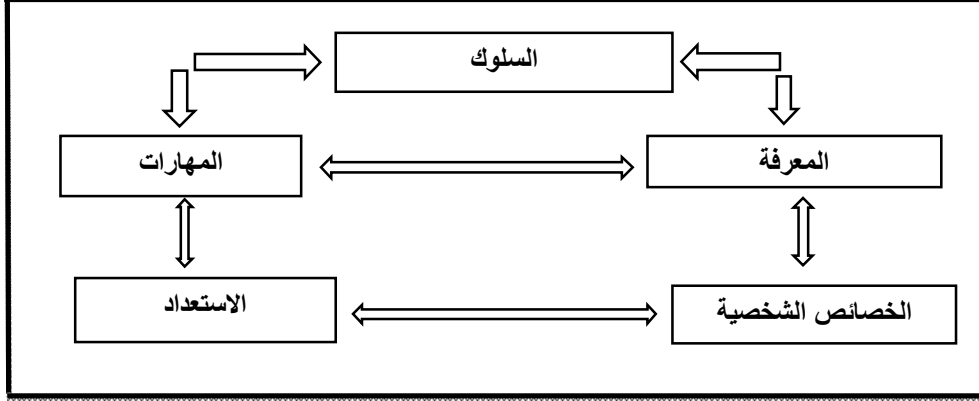 السلوك
المعرفة
المهارات
الخصائص الشخصية
الاستعداد